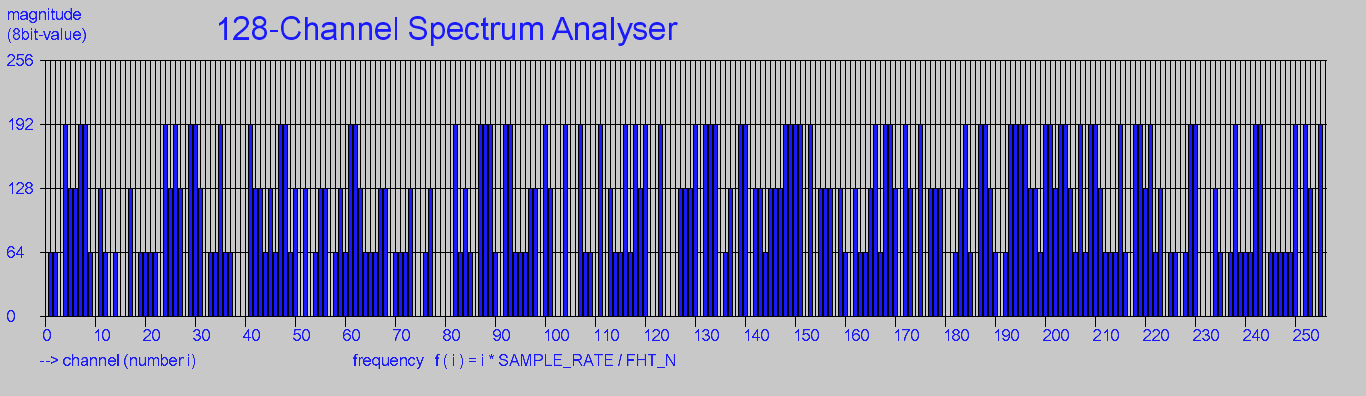 magnitude
(8bit-value)
128-Channel Spectrum Analyser
256
192
128
64
0
0 10 20 30 40 50 60 70 80 90 100 110 120 130 140 150 160 170 180 190 200 210 220 230 240 250
--> channel (number i)
frequency f ( i ) = i * SAMPLE_RATE / FHT_N